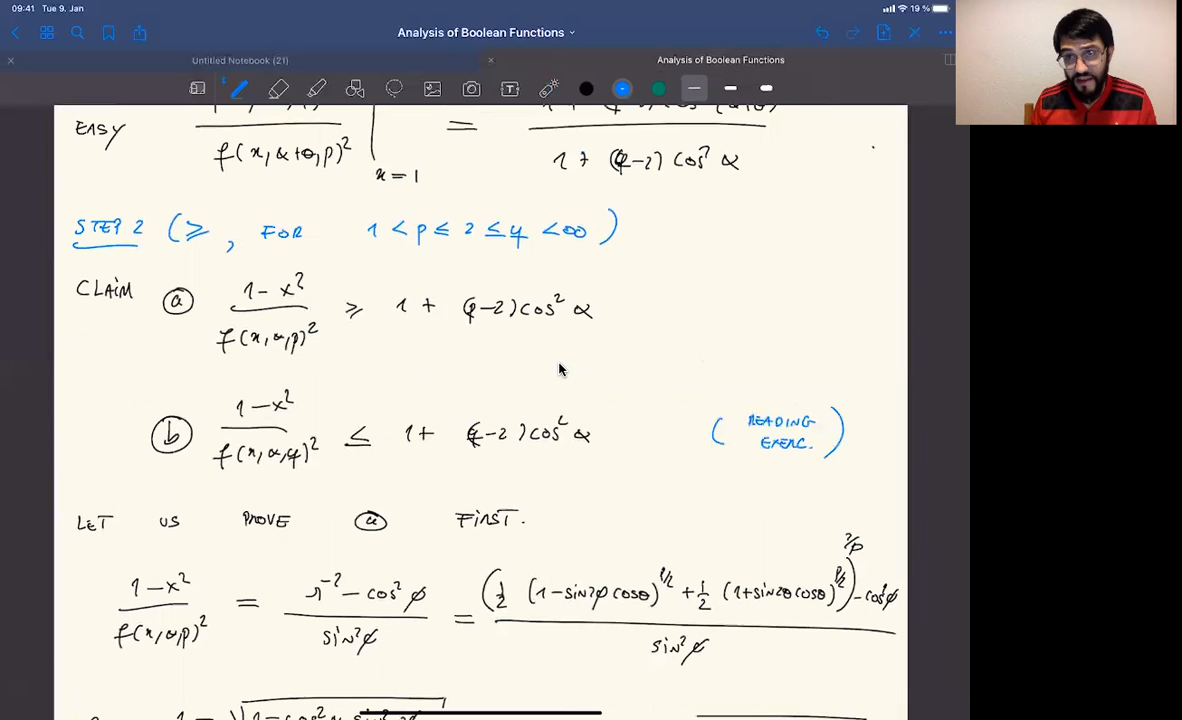 09:41 Tue 9. Jan
19 %
Analysis of Boolean Functions
Untitled Notebook (21)
Analysis of Boolean Functions
EASY f(x, α+θ, p)² | x=1 = 1 + (q-2) cos² α
STEP 2 (≥, FOR 1 < p ≤ 2 ≤ q < ∞)
CLAIM ⓐ 1-x² / f(x,α,p)² ≥ 1 + (p-2) cos² α
ⓑ 1-x² / f(x,α,q)² ≤ 1 + (q-2) cos² α (READING EXERC.)
LET US PROVE ⓐ FIRST.
1-x² / f(x,α,p)² = r⁻² - cos² φ / sin² φ = (½ (1-sin2φ cosθ)^{p/2} + ½ (1+sin2θ cosθ)^{p/2})^{2/p} - cos² φ / sin² φ